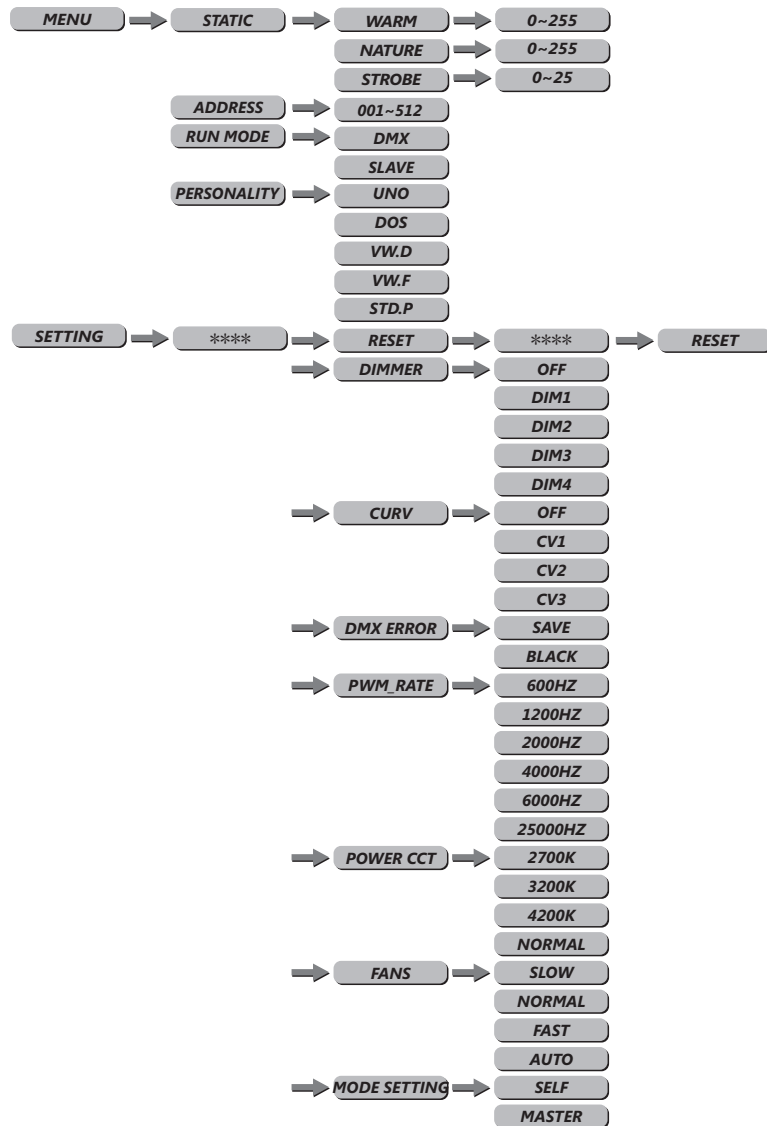 MENU STATIC WARM 0~255
NATURE 0~255
STROBE 0~25
ADDRESS 001~512
RUN MODE DMX
SLAVE
PERSONALITY UNO
DOS
VW.D
VW.F
STD.P
SETTING **** RESET **** RESET
DIMMER OFF
DIM1
DIM2
DIM3
DIM4
CURV OFF
CV1
CV2
CV3
DMX ERROR SAVE
BLACK
PWM_RATE 600HZ
1200HZ
2000HZ
4000HZ
6000HZ
25000HZ
POWER CCT 2700K
3200K
4200K
NORMAL
FANS SLOW
NORMAL
FAST
AUTO
MODE SETTING SELF
MASTER